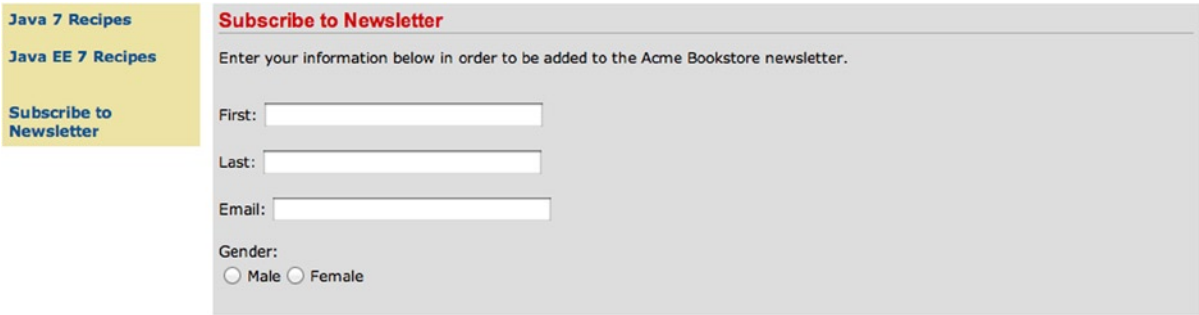 Java 7 Recipes
Java EE 7 Recipes
Subscribe to
Newsletter
Subscribe to Newsletter
Enter your information below in order to be added to the Acme Bookstore newsletter.
First:
Last:
Email:
Gender:
Male Female